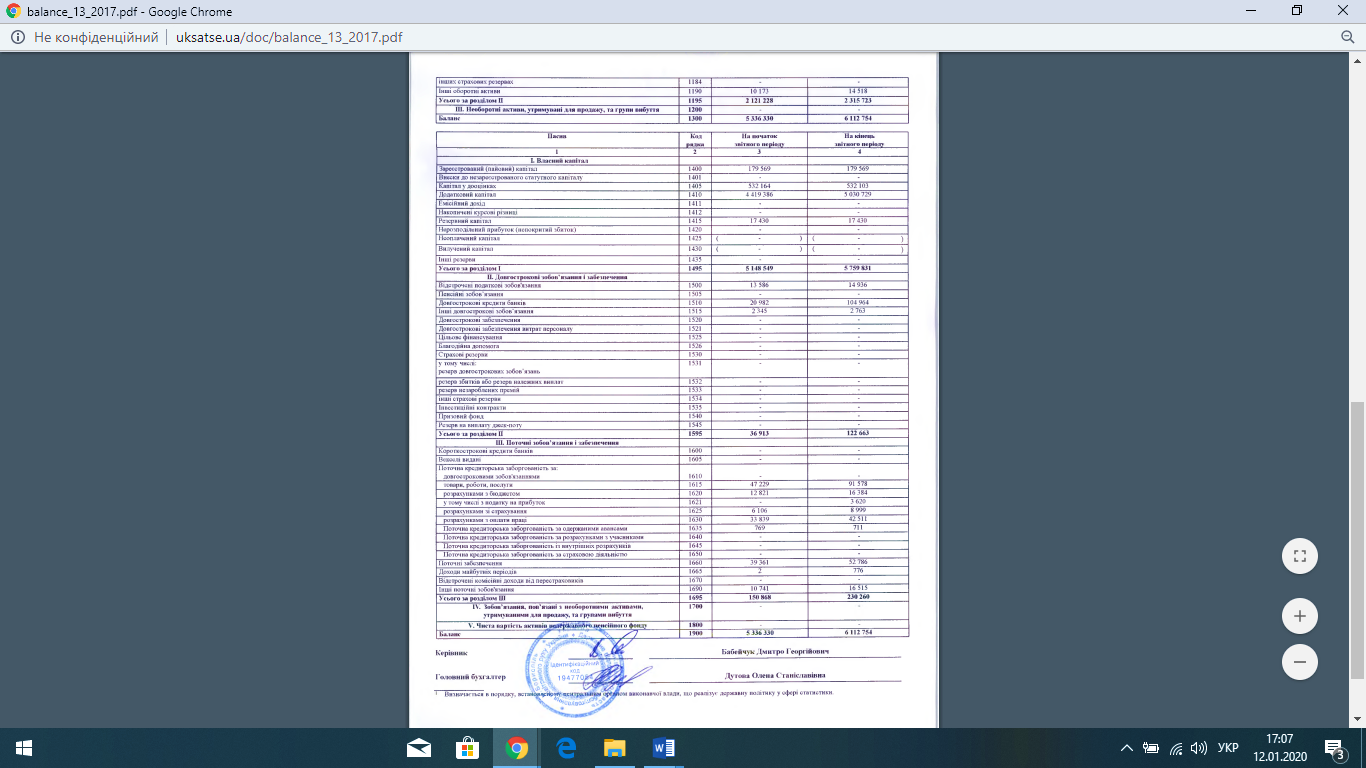 balance_13_2017.pdf - Google Chrome
Не конфіденційний | uksatse.ua/doc/balance_13_2017.pdf
інших страхових резервах 1184 - -
Інші оборотні активи 1190 10 173 14 518
Усього за розділом II 1195 2 121 228 2 315 723
III. Необоротні активи, утримувані для продажу, та групи вибуття 1200 - -
Баланс 1300 5 336 330 6 112 754
Пасив Код рядка На початок звітного періоду На кінець звітного періоду
1 2 3 4
I. Власний капітал
Зареєстрований (пайовий) капітал 1400 179 569 179 569
Внески до незареєстрованого статутного капіталу 1401 - -
Капітал у дооцінках 1405 532 164 532 103
Додатковий капітал 1410 4 419 386 5 030 729
Емісійний дохід 1411 - -
Накопичені курсові різниці 1412 - -
Резервний капітал 1415 17 430 17 430
Нерозподілений прибуток (непокритий збиток) 1420 - -
Неоплачений капітал 1425 ( - ) ( - )
Вилучений капітал 1430 ( - ) ( - )
Інші резерви 1435 - -
Усього за розділом I 1495 5 148 549 5 759 831
II. Довгострокові зобов'язання і забезпечення
Відстрочені податкові зобов'язання 1500 13 586 14 936
Пенсійні зобов'язання 1505 - -
Довгострокові кредити банків 1510 20 982 104 964
Інші довгострокові зобов'язання 1515 2 345 2 763
Довгострокові забезпечення 1520 - -
Довгострокові забезпечення витрат персоналу 1521 - -
Цільове фінансування 1525 - -
Благодійна допомога 1526 - -
Страхові резерви 1530 - -
у тому числі: 1531 - -
резерв довгострокових зобов'язань
резерв збитків або резерв належних виплат 1532 - -
резерв незароблених премій 1533 - -
інші страхові резерви 1534 - -
Інвестиційні контракти 1535 - -
Призовий фонд 1540 - -
Резерв на виплату джек-поту 1545 - -
Усього за розділом II 1595 36 913 122 663
III. Поточні зобов'язання і забезпечення
Короткострокові кредити банків 1600 - -
Векселі видані 1605 - -
Поточна кредиторська заборгованість за:
довгостроковими зобов'язаннями 1610 - -
товари, роботи, послуги 1615 47 229 91 578
розрахунками з бюджетом 1620 12 821 16 384
у тому числі з податку на прибуток 1621 - 3 620
розрахунками зі страхування 1625 6 106 8 999
розрахунками з оплати праці 1630 33 839 42 511
Поточна кредиторська заборгованість за одержаними авансами 1635 769 711
Поточна кредиторська заборгованість за розрахунками з учасниками 1640 - -
Поточна кредиторська заборгованість із внутрішніх розрахунків 1645 - -
Поточна кредиторська заборгованість за страховою діяльністю 1650 - -
Поточні забезпечення 1660 39 361 52 786
Доходи майбутніх періодів 1665 2 776
Відстрочені комісійні доходи від перестраховиків 1670 - -
Інші поточні зобов'язання 1690 10 741 16 515
Усього за розділом III 1695 150 868 230 260
IV. Зобов'язання, пов'язані з необоротними активами, 1700 - -
утримуваними для продажу, та групами вибуття
V. Чиста вартість активів недержавного пенсійного фонду 1800 - -
Баланс 1900 5 336 330 6 112 754
Керівник Бабейчук Дмитро Георгійович
Ідентифікаційний
код
Головний бухгалтер Дутова Олена Станіславівна
¹ Визначається в порядку, встановленому центральним органом виконавчої влади, що реалізує державну політику у сфері статистики.
УКР
17:07
12.01.2020
3